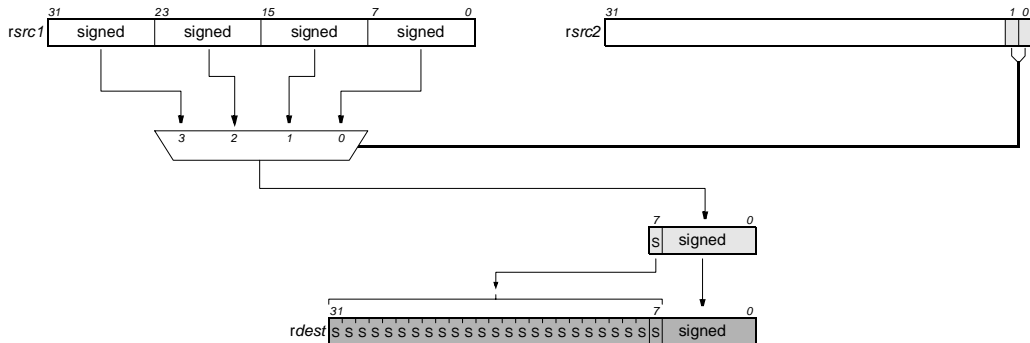 31 23 15 7 0 31 1 0
rsrc1 signed signed signed signed rsrc2
3 2 1 0
7 0
S signed
31 7 0
rdest S S S S S S S S S S S S S S S S S S S S S S S S S signed